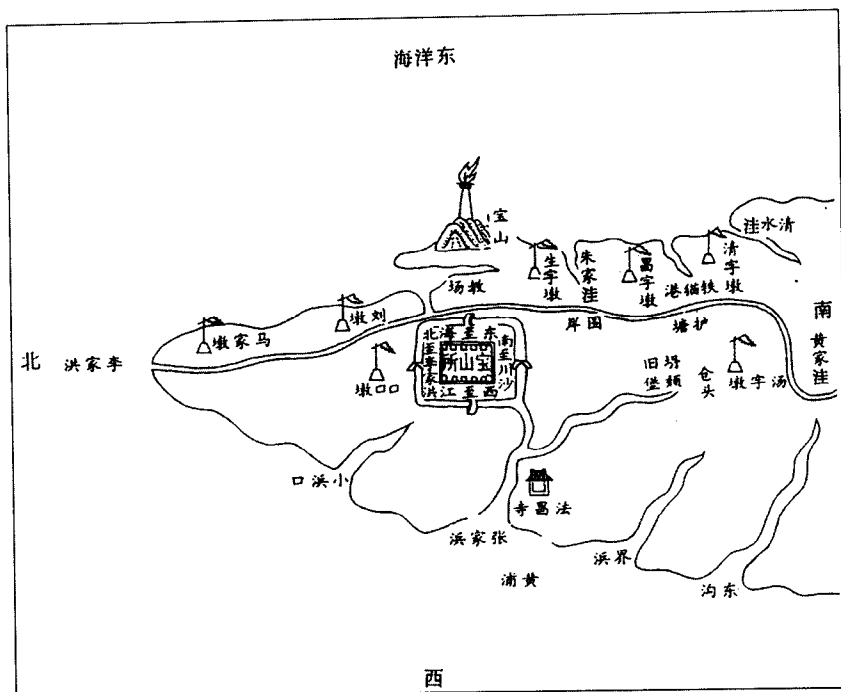 东洋海
宝山
清水洼
生字墩
朱家洼
昌字墩
铁猫港
清字墩
教场
南
黄家洼
刘墩
马家墩
北
李家洪
围岸
护塘
东至海
南至川沙
西至江
北至李家洪
宝山所
□□墩
旧
堡
仓头
汤字墩
小浜口
法昌寺
张家浜
界浜
东沟
黄浦
西